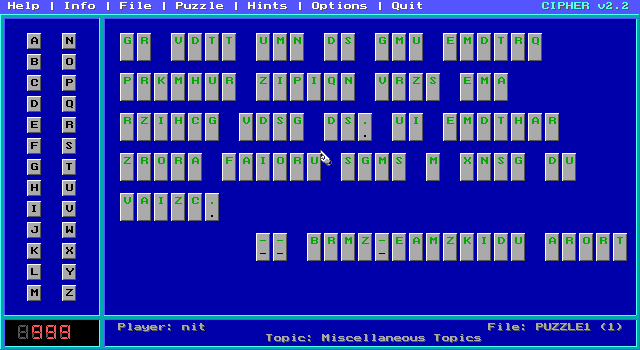 Help | Info | File | Puzzle | Hints | Options | Quit CIPHER v2.2
A N
B O
C P
D Q
E R
F S
G T
H U
I V
J W
K X
L Y
M Z
GR VDTT UMN DS GMU EMDTRQ
PRKMHUR ZIPIQN VRZS EMA
RZIHCG VDSG DS. UI EMDTHAR
ZRORA FAIORU SGMS M XNSG DU
VAIZC.
-- BRMZ-EAMZKIDU ARORT
999
Player: nit File: PUZZLE1 (1)
Topic: Miscellaneous Topics